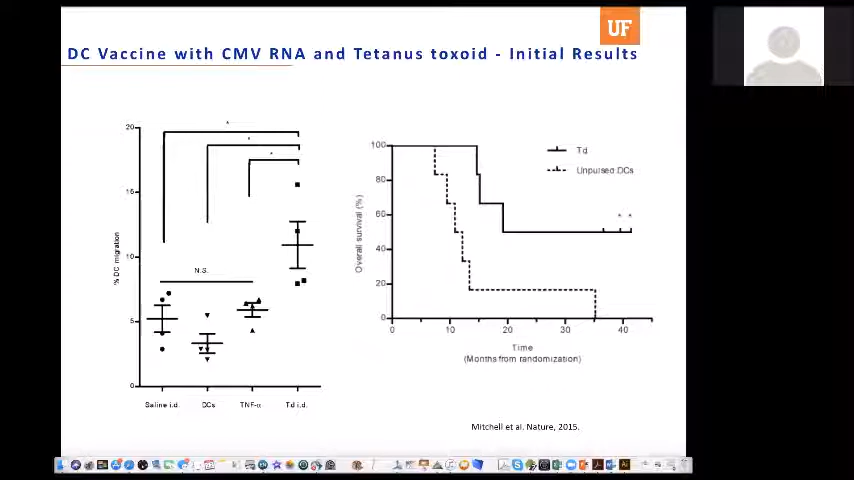 UF
DC Vaccine with CMV RNA and Tetanus toxoid - Initial Results
20
15
10
5
0
% DC migration
*
*
*
N.S.
Saline i.d.
DCs
TNF-α
Td i.d.
100
80
60
40
20
0
Overall survival (%)
Td
Unpulsed DCs
* *
0 10 20 30 40
Time
(Months from randomization)
Mitchell et al. Nature, 2015.